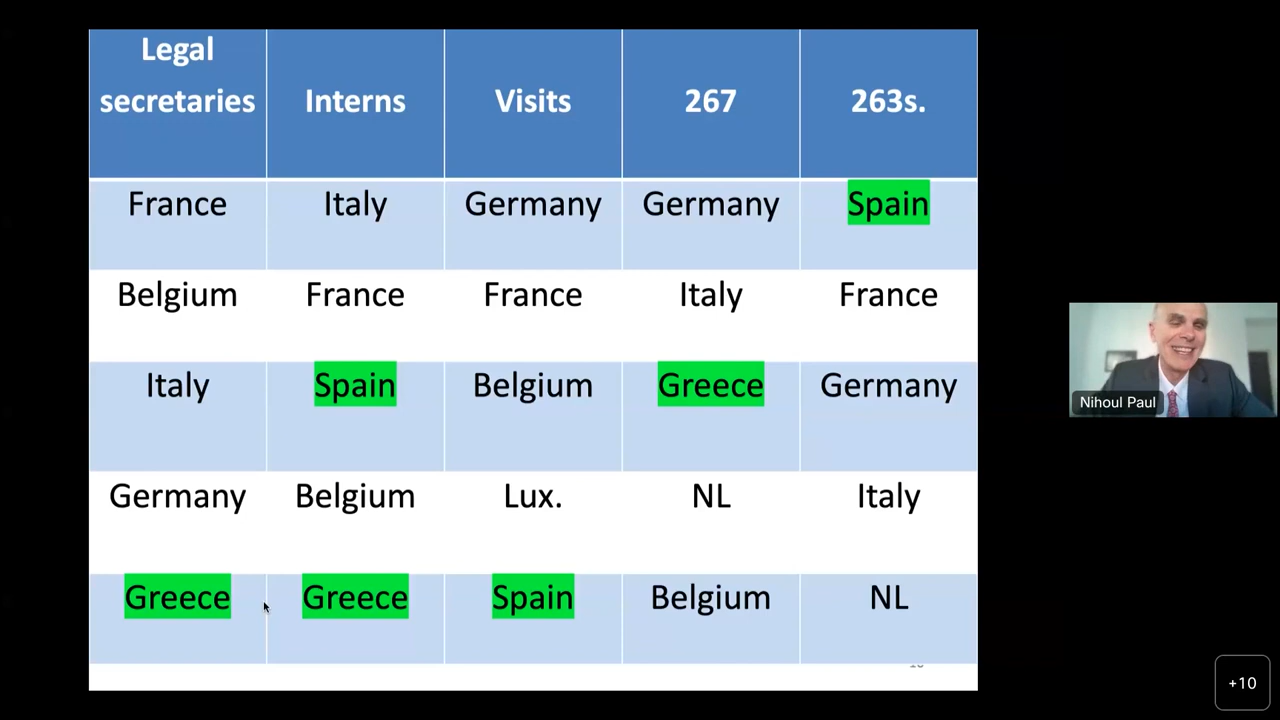 Legal
secretaries
Interns
Visits
267
263s.
France
Italy
Germany
Germany
Spain
Belgium
France
France
Italy
France
Italy
Spain
Belgium
Greece
Germany
Germany
Belgium
Lux.
NL
Italy
Greece
Greece
Spain
Belgium
NL
Nihoul Paul
+10